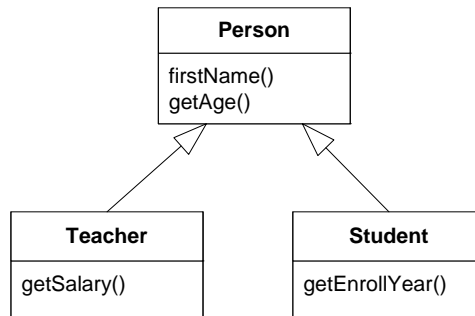 Person
firstName()
getAge()
Teacher
getSalary()
Student
getEnrollYear()